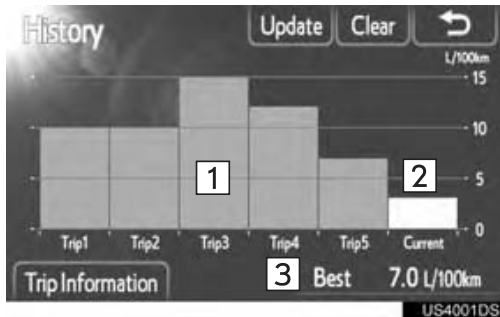 History Update Clear
L/100km
15
10
1 2
5
0
Trip1 Trip2 Trip3 Trip4 Trip5 Current
3 Best 7.0 L/100km
Trip Information
US4001DS